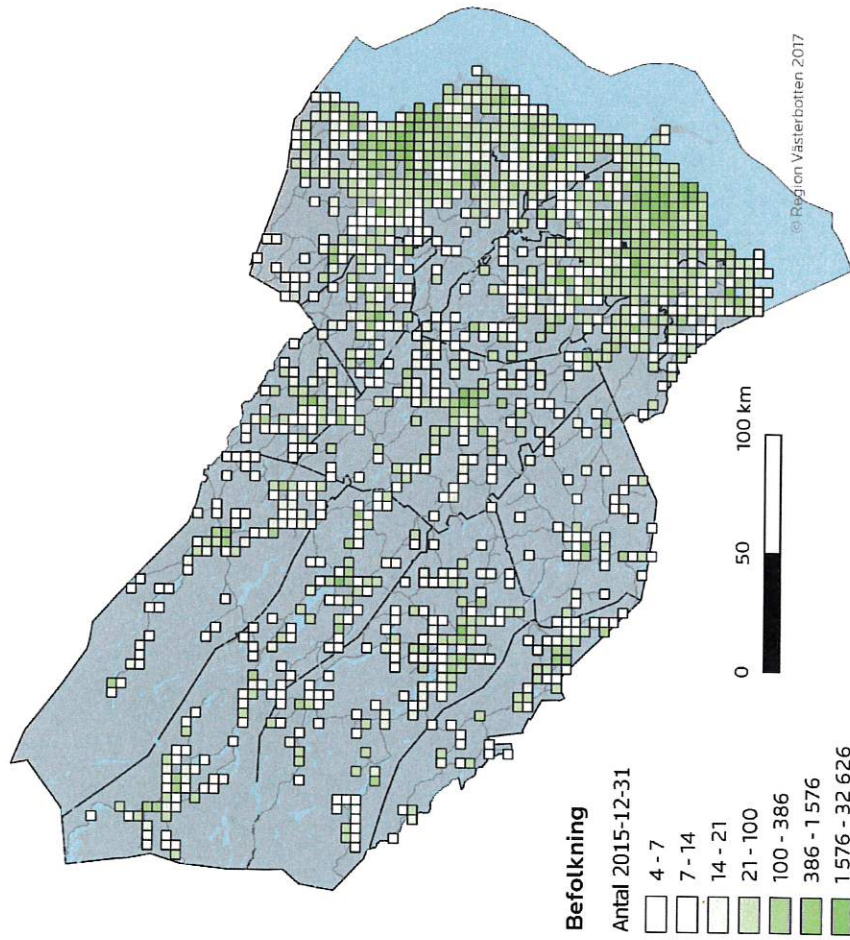 © Region Västerbotten 2017
Befolkning
Antal 2015-12-31
4 - 7
7 - 14
14 - 21
21 - 100
100 - 386
386 - 1 576
1 576 - 32 626
0 50 100 km